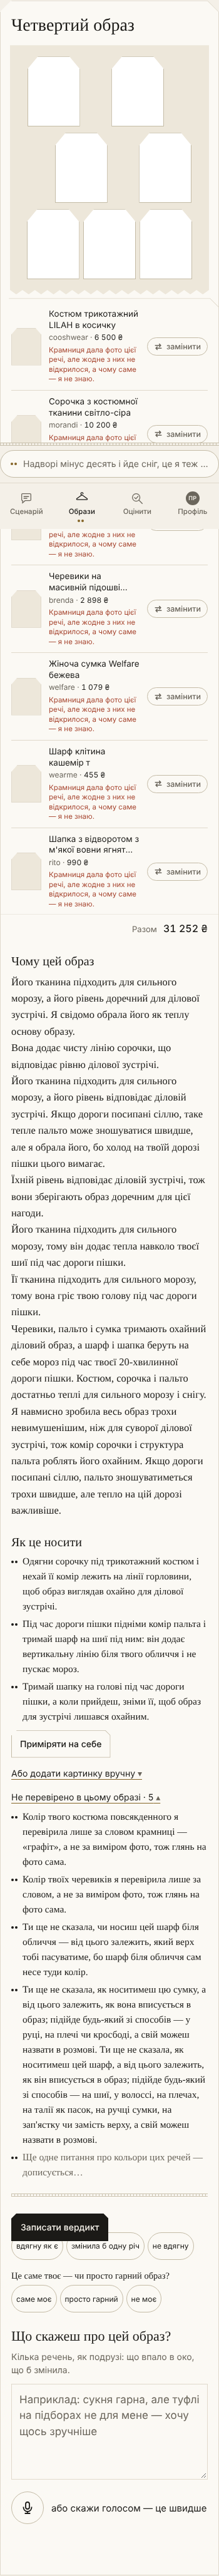 Четвертий образ
Костюм трикотажний
LILAH в косичку
cooshwear · 6 500 ₴
Крамниця дала фото цієї
речі, але жодне з них не
відкрилося, а чому саме
— я не знаю.
замінити
Сорочка з костюмної
тканини світло-сіра
morandi · 10 200 ₴
Крамниця дала фото цієї
замінити
Надворі мінус десять і йде сніг, це я теж ...
Сценарій
Образи
Оцінити
ПР
Профіль
речі, але жодне з них не
відкрилося, а чому саме
— я не знаю.
Черевики на
масивній підошві...
brenda · 2 898 ₴
Крамниця дала фото цієї
речі, але жодне з них не
відкрилося, а чому саме
— я не знаю.
замінити
Жіноча сумка Welfare
бежева
welfare · 1 079 ₴
Крамниця дала фото цієї
речі, але жодне з них не
відкрилося, а чому саме
— я не знаю.
замінити
Шарф клітина
кашемір т
wearme · 455 ₴
Крамниця дала фото цієї
речі, але жодне з них не
відкрилося, а чому саме
— я не знаю.
замінити
Шапка з відворотом з
м'якої вовни ягнят...
rito · 990 ₴
Крамниця дала фото цієї
речі, але жодне з них не
відкрилося, а чому саме
— я не знаю.
замінити
Разом 31 252 ₴
Чому цей образ
Його тканина підходить для сильного
морозу, а його рівень доречний для ділової
зустрічі. Я свідомо обрала його як теплу
основу образу.
Вона додає чисту лінію сорочки, що
відповідає рівню ділової зустрічі.
Його тканина підходить для сильного
морозу, а його рівень відповідає діловій
зустрічі. Якщо дороги посипані сіллю, таке
тепле пальто може зношуватися швидше,
але я обрала його, бо холод на твоїй дорозі
пішки цього вимагає.
Їхній рівень відповідає діловій зустрічі, тож
вони зберігають образ доречним для цієї
нагоди.
Його тканина підходить для сильного
морозу, тому він додає тепла навколо твоєї
шиї під час дороги пішки.
Її тканина підходить для сильного морозу,
тому вона гріє твою голову під час дороги
пішки.
Черевики, пальто і сумка тримають охайний
діловий образ, а шарф і шапка беруть на
себе мороз під час твоєї 20-хвилинної
дороги пішки. Костюм, сорочка і пальто
достатньо теплі для сильного морозу і снігу.
Я навмисно зробила весь образ трохи
невимушенішим, ніж для суворої ділової
зустрічі, тож комір сорочки і структура
пальта роблять його охайним. Якщо дороги
посипані сіллю, пальто зношуватиметься
трохи швидше, але тепло на цій дорозі
важливіше.
Як це носити
Одягни сорочку під трикотажний костюм і
нехай її комір лежить на лінії горловини,
щоб образ виглядав охайно для ділової
зустрічі.
Під час дороги пішки підніми комір пальта і
тримай шарф на шиї під ним: він додає
вертикальну лінію біля твого обличчя і не
пускає мороз.
Тримай шапку на голові під час дороги
пішки, а коли прийдеш, зніми її, щоб образ
для зустрічі лишався охайним.
Приміряти на себе
Або додати картинку вручну ▾
Не перевірено в цьому образі · 5 ▴
Колір твого костюма повсякденного я
перевірила лише за словом крамниці —
«графіт», а не за виміром фото, тож глянь на
фото сама.
Колір твоїх черевиків я перевірила лише за
словом, а не за виміром фото, тож глянь на
фото сама.
Ти ще не сказала, чи носиш цей шарф біля
обличчя — від цього залежить, який верх
тобі пасуватиме, бо шарф біля обличчя сам
несе туди колір.
Ти ще не сказала, як носитимеш цю сумку, а
від цього залежить, як вона вписується в
образ; підійде будь-який зі способів — у
руці, на плечі чи кросбоді, а свій можеш
назвати в розмові. Ти ще не сказала, як
носитимеш цей шарф, а від цього залежить,
як він вписується в образ; підійде будь-який
зі способів — на шиї, у волоссі, на плечах,
на талії як пасок, на ручці сумки, на
зап'ястку чи замість верху, а свій можеш
назвати в розмові.
Ще одне питання про кольори цих речей —
дописується…
Записати вердикт
вдягну як є
змінила б одну річ
не вдягну
Це саме твоє — чи просто гарний образ?
саме моє
просто гарний
не моє
Що скажеш про цей образ?
Кілька речень, як подрузі: що впало в око,
що б змінила.
Наприклад: сукня гарна, але туфлі
на підборах не для мене — хочу
щось зручніше
або скажи голосом — це швидше